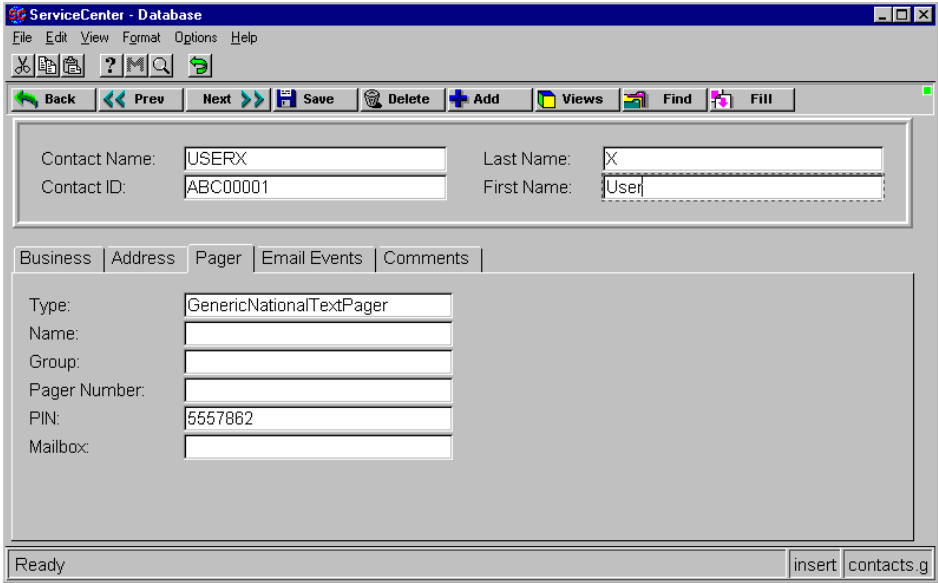 SC ServiceCenter - Database
File Edit View Format Options Help
? M
Back Prev Next Save Delete Add Views Find Fill
Contact Name: USERX Last Name: X
Contact ID: ABC00001 First Name: User
Business Address Pager Email Events Comments
Type: GenericNationalTextPager
Name:
Group:
Pager Number:
PIN: 5557862
Mailbox:
Ready insert contacts.g